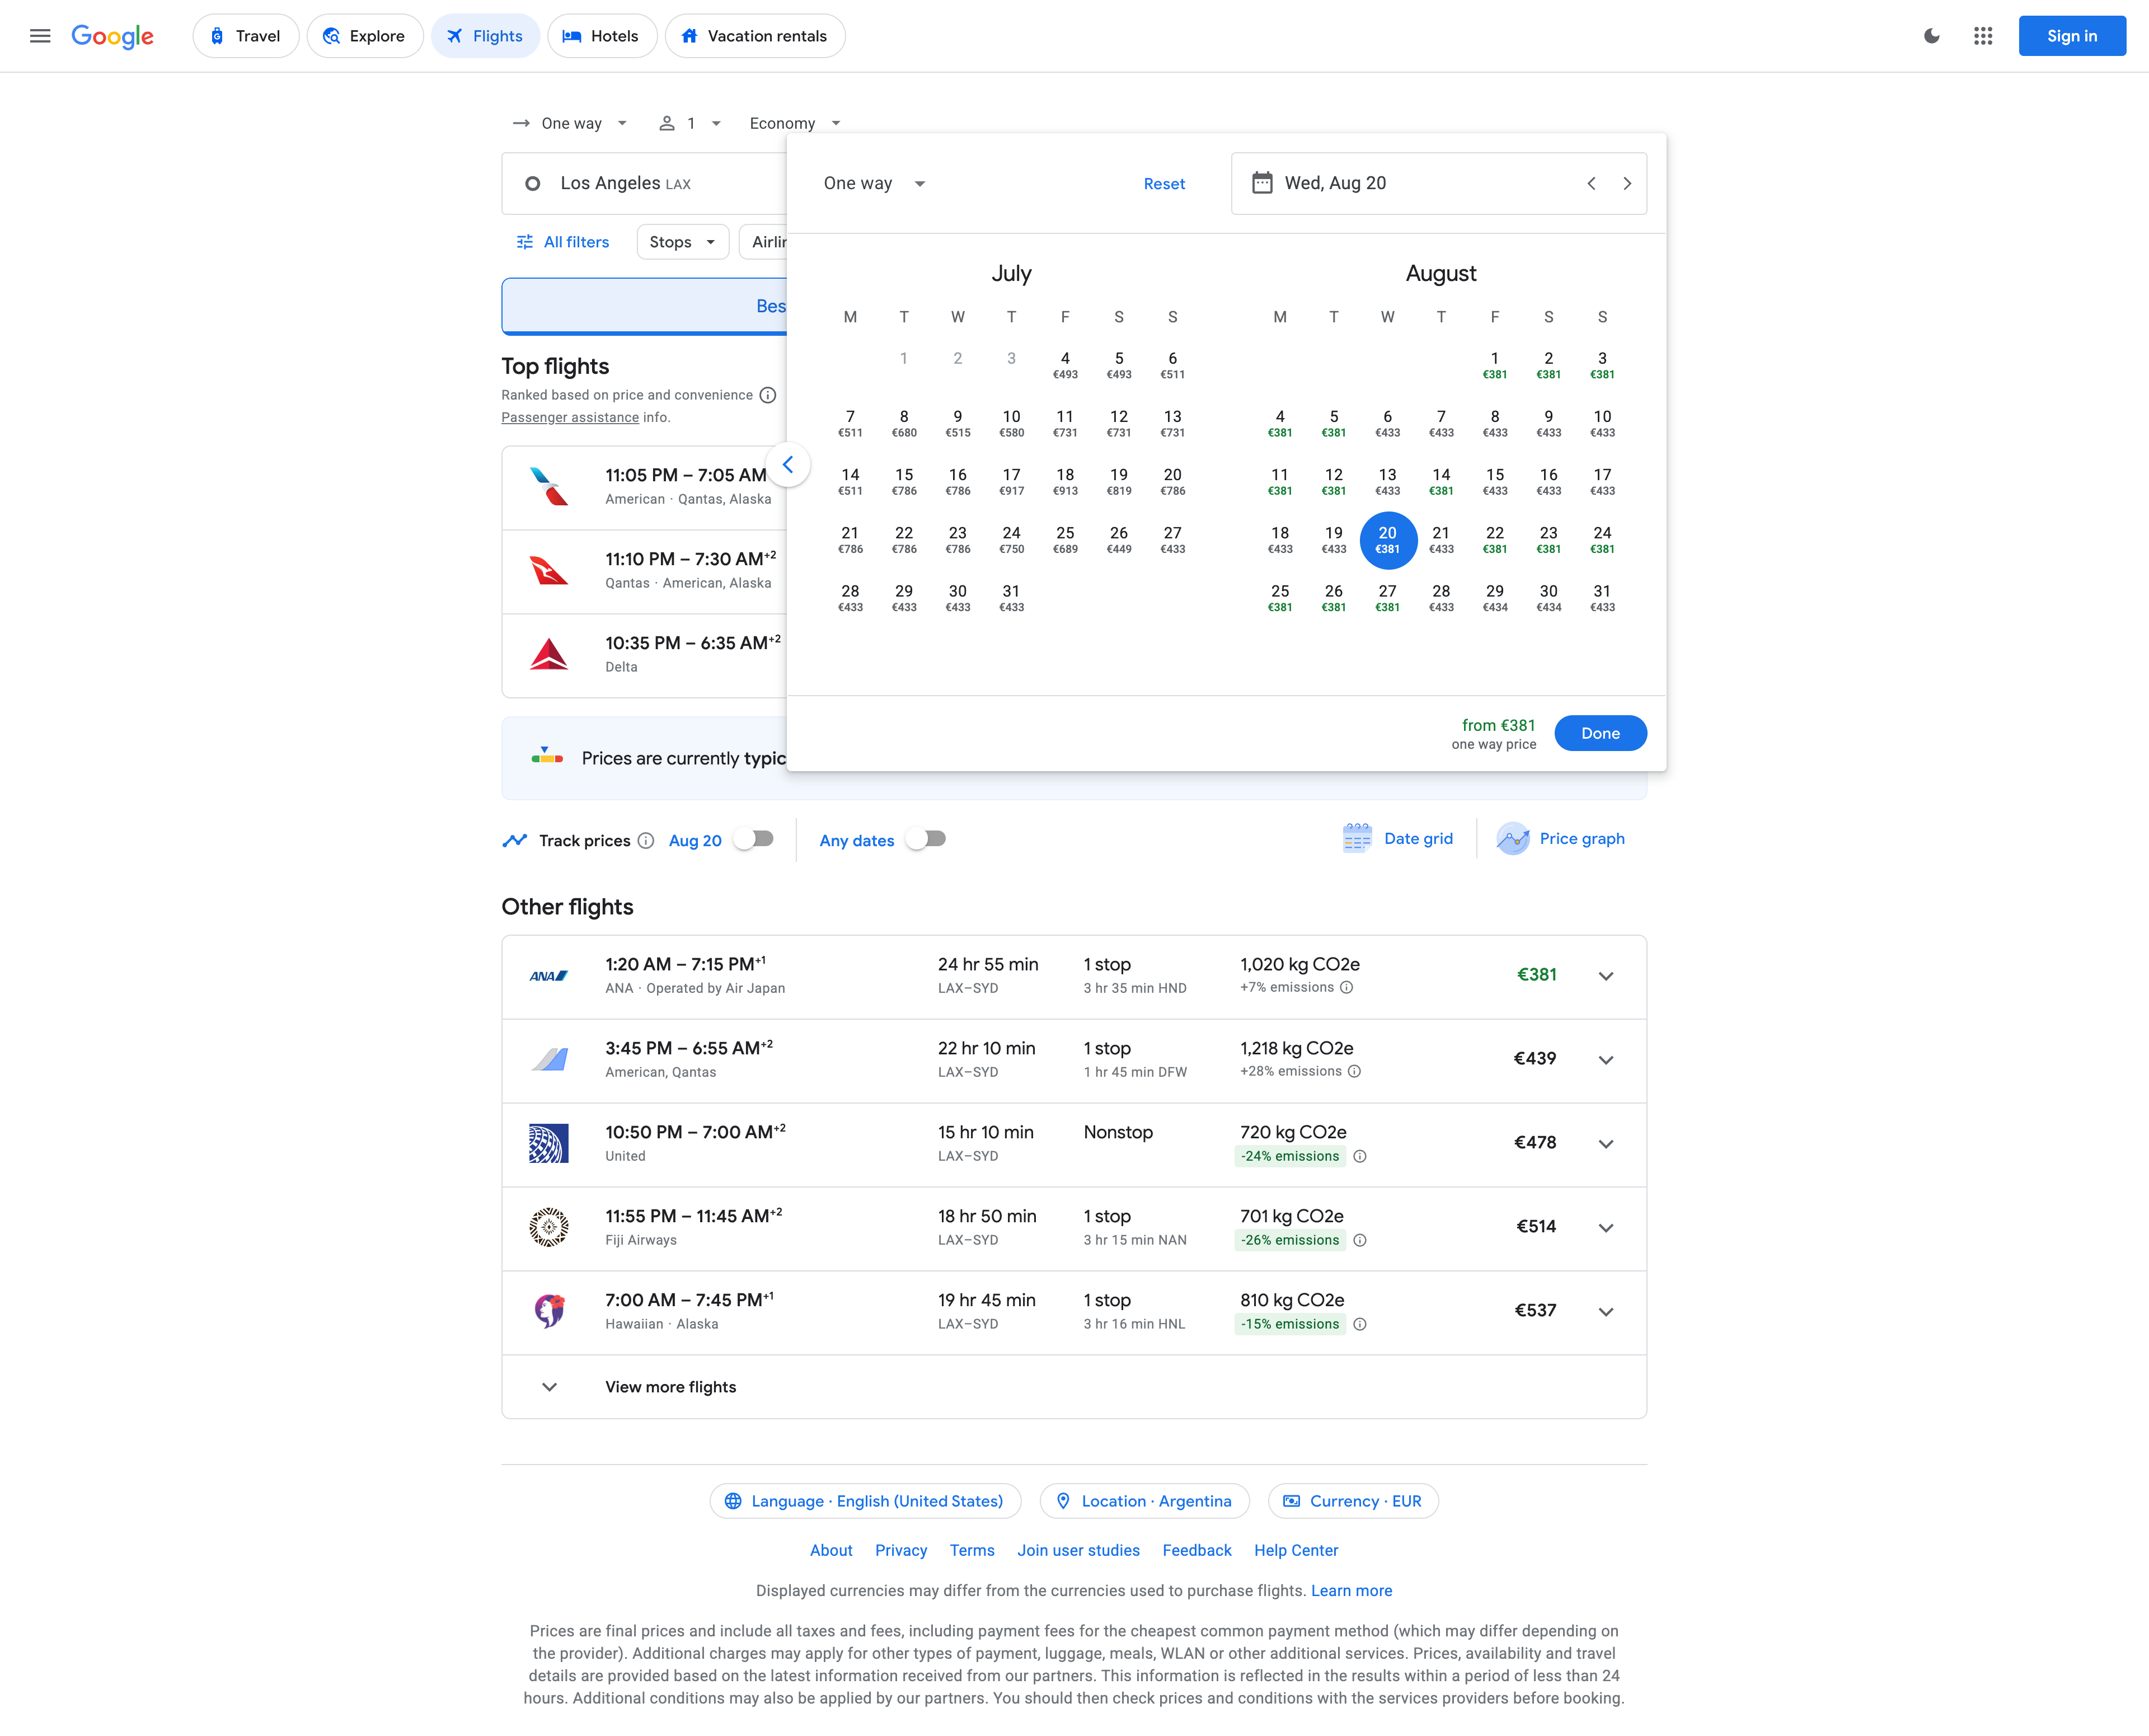 Google
Travel
Explore
Flights
Hotels
Vacation rentals
Sign in
One way
1
Economy
Los Angeles LAX
One way
Reset
Wed, Aug 20
All filters
Stops
Airlin
Bes
Top flights
Ranked based on price and convenience
Passenger assistance info.
11:05 PM – 7:05 AM
American · Qantas, Alaska
11:10 PM – 7:30 AM+2
Qantas · American, Alaska
10:35 PM – 6:35 AM+2
Delta
Prices are currently typic
July
M T W T F S S
1 2 3 4 5 6
€493 €493 €511
7 8 9 10 11 12 13
€511 €680 €515 €580 €731 €731 €731
14 15 16 17 18 19 20
€511 €786 €786 €917 €913 €819 €786
21 22 23 24 25 26 27
€786 €786 €786 €750 €689 €449 €433
28 29 30 31
€433 €433 €433 €433
August
M T W T F S S
1 2 3
€381 €381 €381
4 5 6 7 8 9 10
€381 €381 €433 €433 €433 €433 €433
11 12 13 14 15 16 17
€381 €381 €433 €381 €433 €433 €433
18 19 20 21 22 23 24
€433 €433 €381 €433 €381 €381 €381
25 26 27 28 29 30 31
€381 €381 €381 €433 €434 €434 €433
from €381
one way price
Done
Track prices
Aug 20
Any dates
Date grid
Price graph
Other flights
ANA
1:20 AM – 7:15 PM+1
ANA · Operated by Air Japan
24 hr 55 min
LAX–SYD
1 stop
3 hr 35 min HND
1,020 kg CO2e
+7% emissions
€381
3:45 PM – 6:55 AM+2
American, Qantas
22 hr 10 min
LAX–SYD
1 stop
1 hr 45 min DFW
1,218 kg CO2e
+28% emissions
€439
10:50 PM – 7:00 AM+2
United
15 hr 10 min
LAX–SYD
Nonstop
720 kg CO2e
-24% emissions
€478
11:55 PM – 11:45 AM+2
Fiji Airways
18 hr 50 min
LAX–SYD
1 stop
3 hr 15 min NAN
701 kg CO2e
-26% emissions
€514
7:00 AM – 7:45 PM+1
Hawaiian · Alaska
19 hr 45 min
LAX–SYD
1 stop
3 hr 16 min HNL
810 kg CO2e
-15% emissions
€537
View more flights
Language · English (United States)
Location · Argentina
Currency · EUR
About
Privacy
Terms
Join user studies
Feedback
Help Center
Displayed currencies may differ from the currencies used to purchase flights. Learn more
Prices are final prices and include all taxes and fees, including payment fees for the cheapest common payment method (which may differ depending on
the provider). Additional charges may apply for other types of payment, luggage, meals, WLAN or other additional services. Prices, availability and travel
details are provided based on the latest information received from our partners. This information is reflected in the results within a period of less than 24
hours. Additional conditions may also be applied by our partners. You should then check prices and conditions with the services providers before booking.